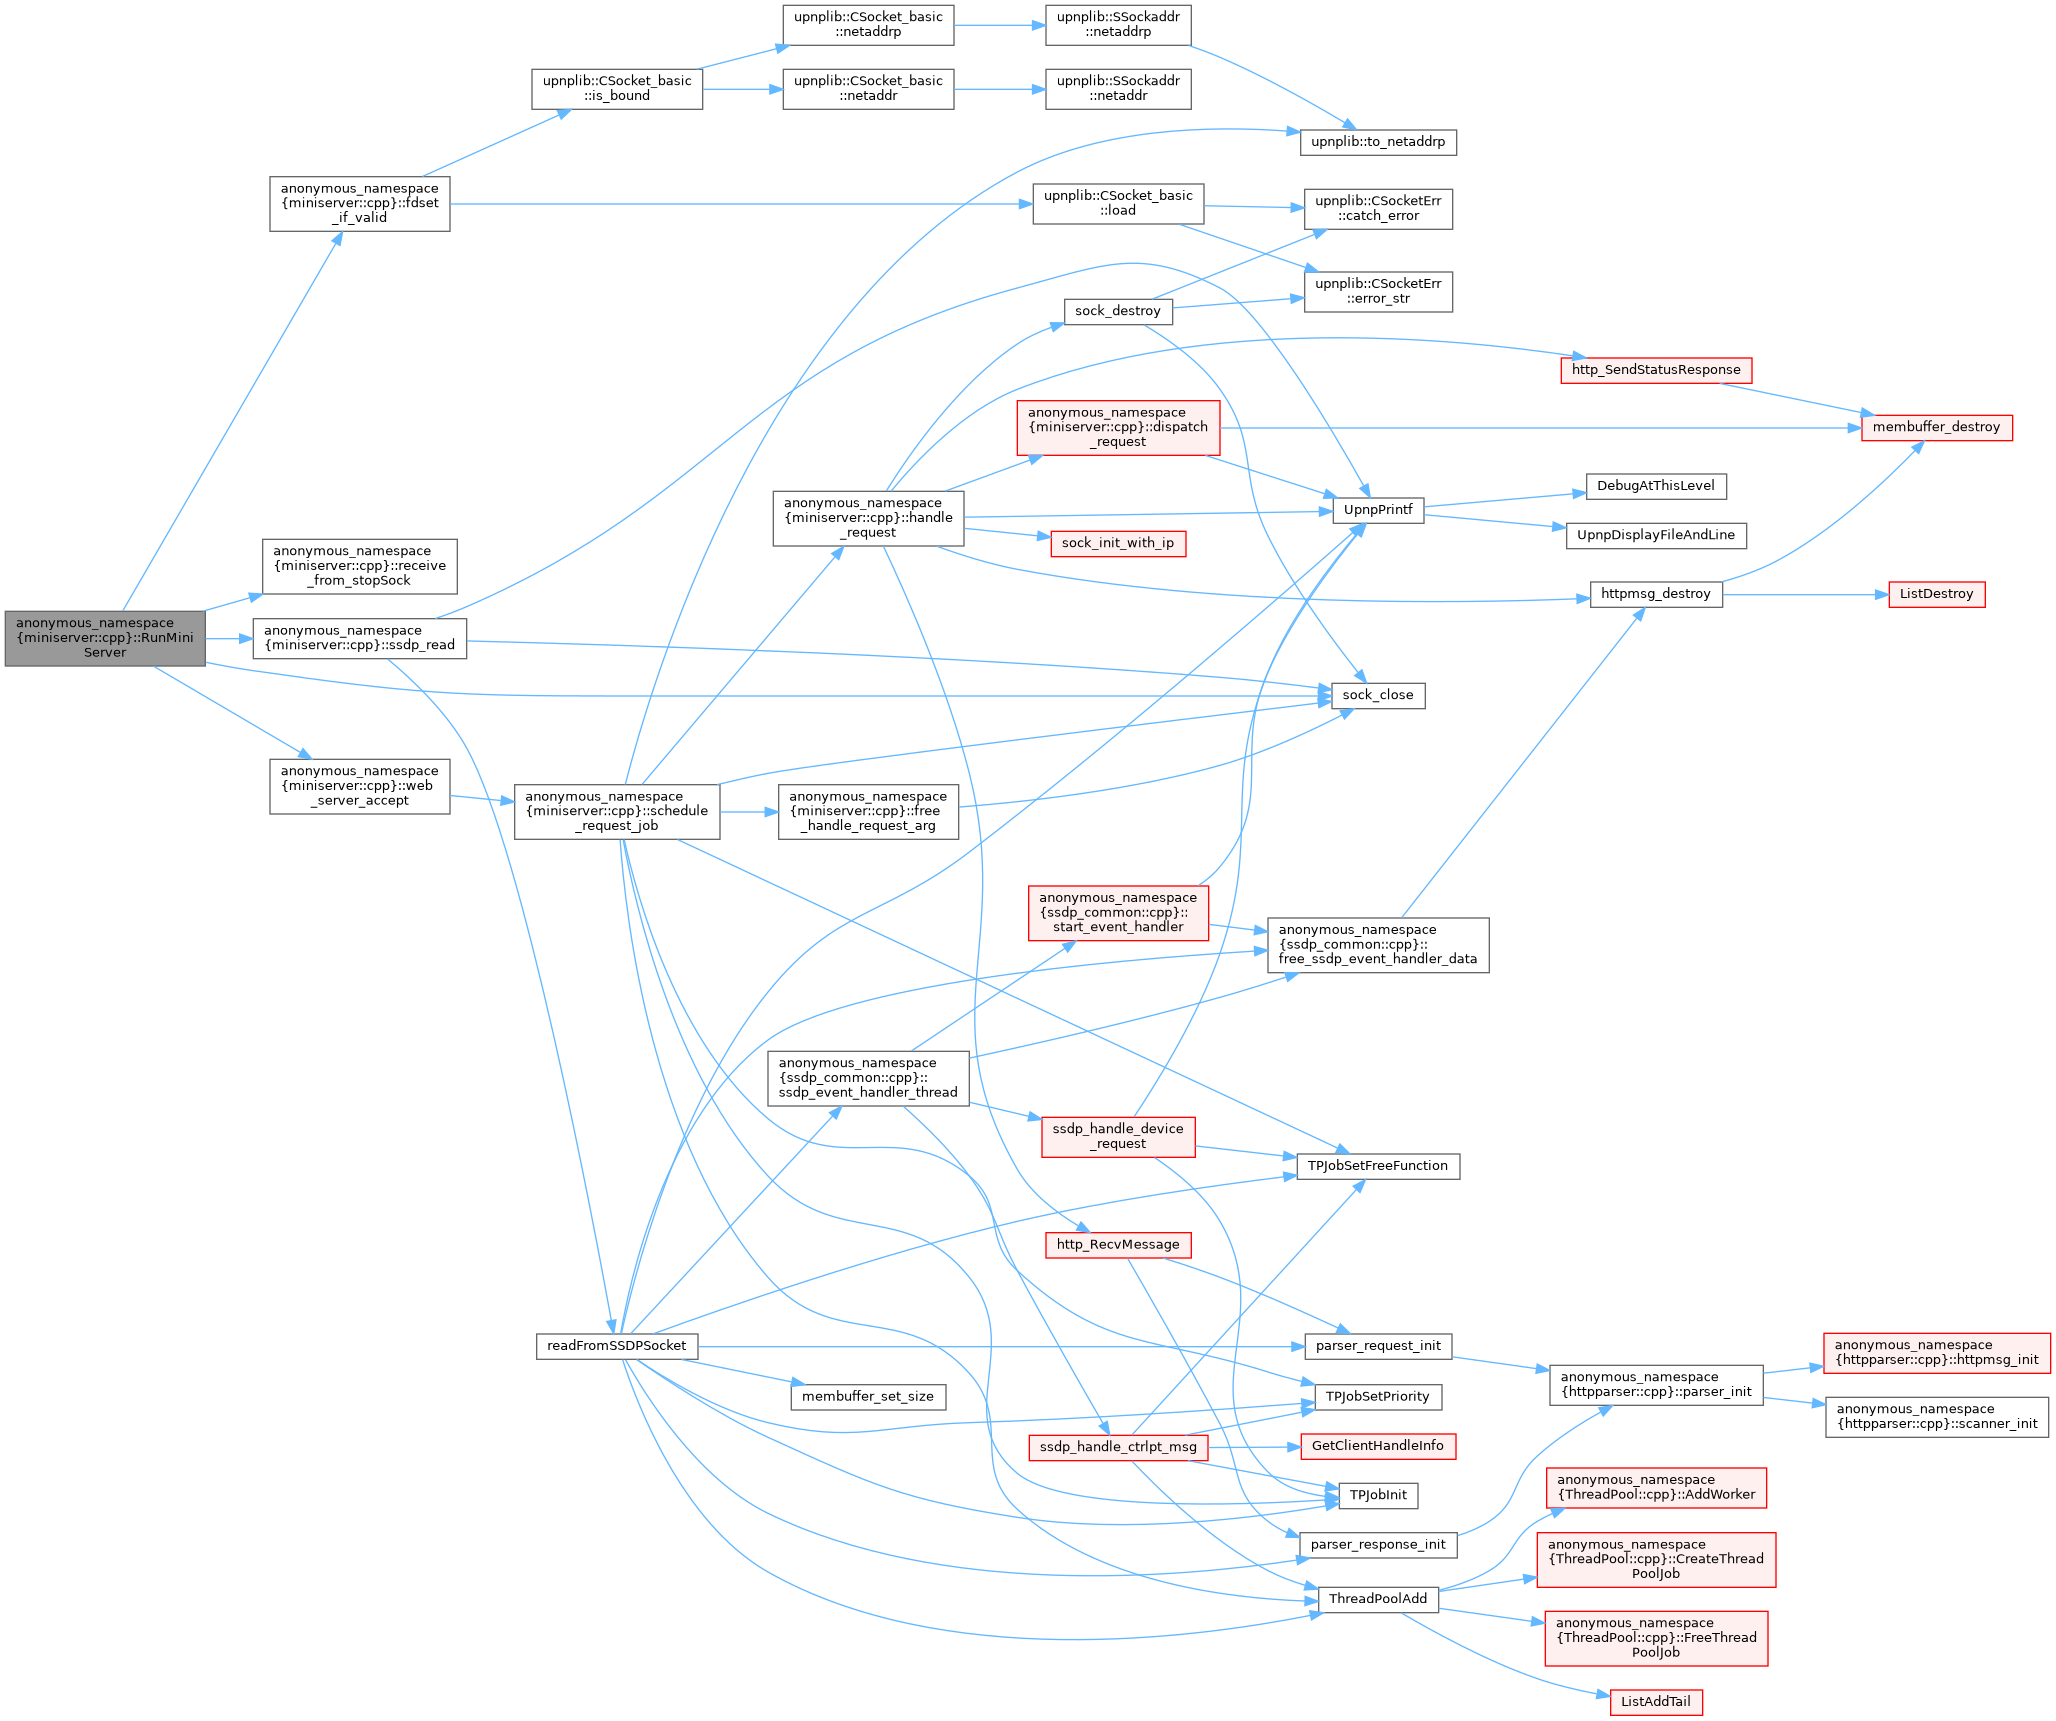 upnplib::CSocket_basic
::netaddrp
upnplib::SSockaddr
::netaddrp
upnplib::CSocket_basic
::is_bound
upnplib::CSocket_basic
::netaddr
upnplib::SSockaddr
::netaddr
upnplib::to_netaddrp
anonymous_namespace
{miniserver::cpp}::fdset
_if_valid
upnplib::CSocket_basic
::load
upnplib::CSocketErr
::catch_error
upnplib::CSocketErr
::error_str
sock_destroy
http_SendStatusResponse
anonymous_namespace
{miniserver::cpp}::dispatch
_request
membuffer_destroy
DebugAtThisLevel
anonymous_namespace
{miniserver::cpp}::handle
_request
UpnpPrintf
UpnpDisplayFileAndLine
sock_init_with_ip
anonymous_namespace
{miniserver::cpp}::receive
_from_stopSock
httpmsg_destroy
ListDestroy
anonymous_namespace
{miniserver::cpp}::RunMini
Server
anonymous_namespace
{miniserver::cpp}::ssdp_read
sock_close
anonymous_namespace
{miniserver::cpp}::web
_server_accept
anonymous_namespace
{miniserver::cpp}::schedule
_request_job
anonymous_namespace
{miniserver::cpp}::free
_handle_request_arg
anonymous_namespace
{ssdp_common::cpp}::
start_event_handler
anonymous_namespace
{ssdp_common::cpp}::
free_ssdp_event_handler_data
anonymous_namespace
{ssdp_common::cpp}::
ssdp_event_handler_thread
ssdp_handle_device
_request
TPJobSetFreeFunction
http_RecvMessage
readFromSSDPSocket
parser_request_init
anonymous_namespace
{httpparser::cpp}::httpmsg_init
anonymous_namespace
{httpparser::cpp}::parser_init
membuffer_set_size
TPJobSetPriority
anonymous_namespace
{httpparser::cpp}::scanner_init
ssdp_handle_ctrlpt_msg
GetClientHandleInfo
anonymous_namespace
{ThreadPool::cpp}::AddWorker
TPJobInit
parser_response_init
anonymous_namespace
{ThreadPool::cpp}::CreateThread
PoolJob
ThreadPoolAdd
anonymous_namespace
{ThreadPool::cpp}::FreeThread
PoolJob
ListAddTail